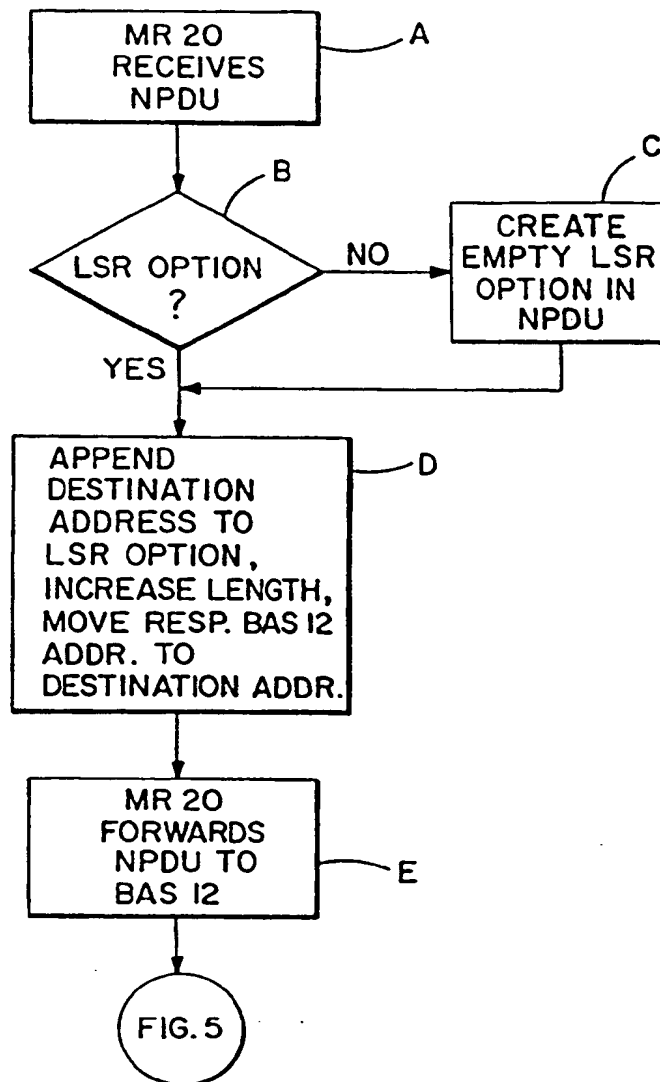 MR 20
RECEIVES
NPDU
A
B
LSR OPTION
?
NO
C
CREATE
EMPTY LSR
OPTION IN
NPDU
YES
APPEND
DESTINATION
ADDRESS TO
LSR OPTION,
INCREASE LENGTH,
MOVE RESP. BAS 12
ADDR. TO
DESTINATION ADDR.
D
MR 20
FORWARDS
NPDU TO
BAS 12
E
FIG. 5